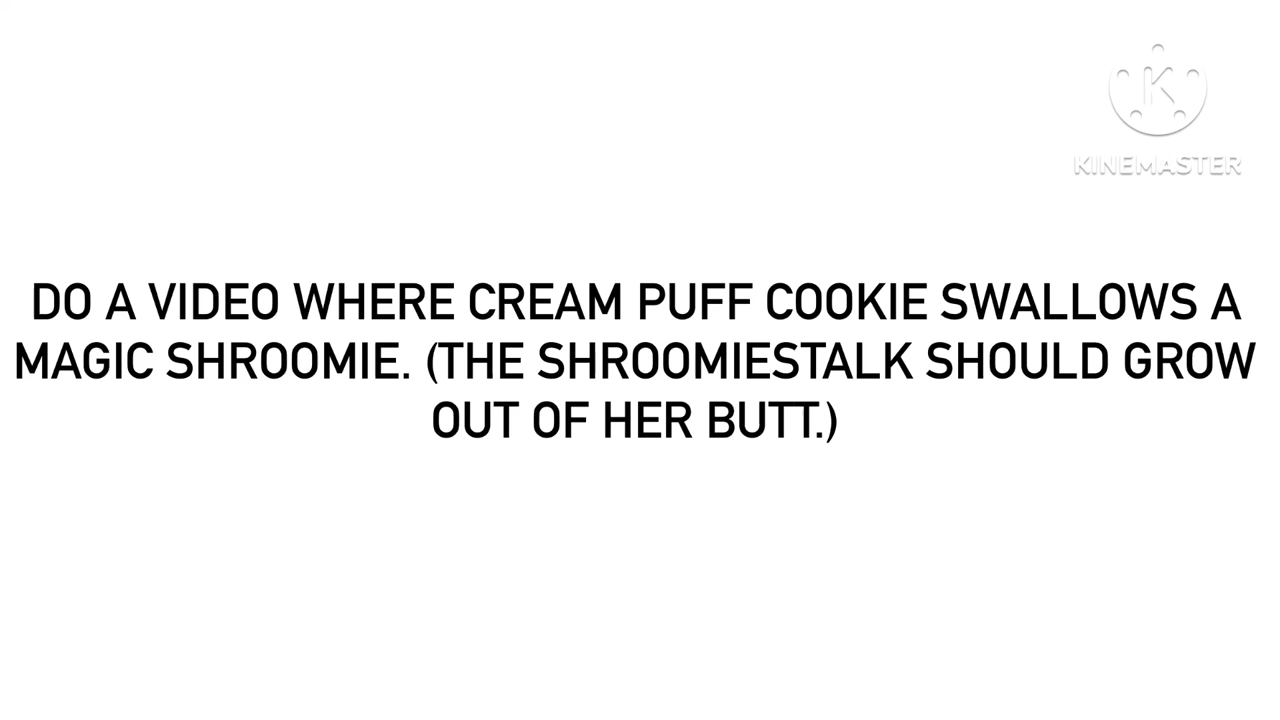 KINEMASTER
DO A VIDEO WHERE CREAM PUFF COOKIE SWALLOWS A
MAGIC SHROOMIE. (THE SHROOMIESTALK SHOULD GROW
OUT OF HER BUTT.)